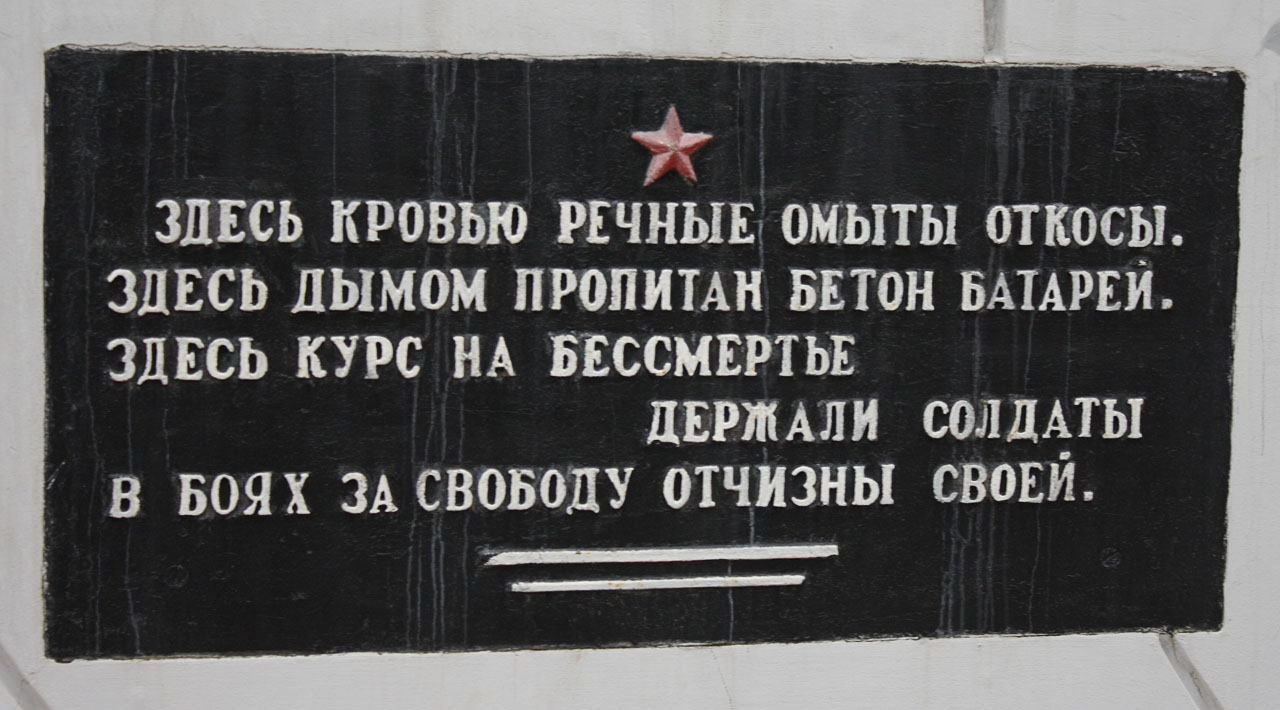 ЗДЕСЬ КРОВЬЮ РЕЧНЫЕ ОМЫТЫ ОТКОСЫ.
ЗДЕСЬ ДЫМОМ ПРОПИТАН БЕТОН БАТАРЕЙ.
ЗДЕСЬ КУРС НА БЕССМЕРТЬЕ
ДЕРЖАЛИ СОЛДАТЫ
В БОЯХ ЗА СВОБОДУ ОТЧИЗНЫ СВОЕЙ.